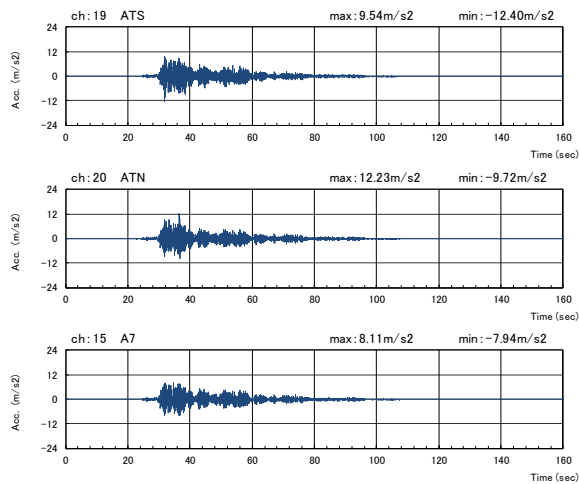 ch:19 ATS max:9.54m/s2 min:-12.40m/s2
24
12
0
-12
-24
Acc. (m/s2)
0 20 40 60 80 100 120 140 160
Time (sec)
ch:20 ATN max:12.23m/s2 min:-9.72m/s2
24
12
0
-12
-24
Acc. (m/s2)
0 20 40 60 80 100 120 140 160
Time (sec)
ch:15 A7 max:8.11m/s2 min:-7.94m/s2
24
12
0
-12
-24
Acc. (m/s2)
0 20 40 60 80 100 120 140 160
Time (sec)